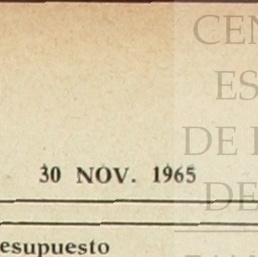 CEN
ES
DE
30 NOV. 1965
DE
esupuesto